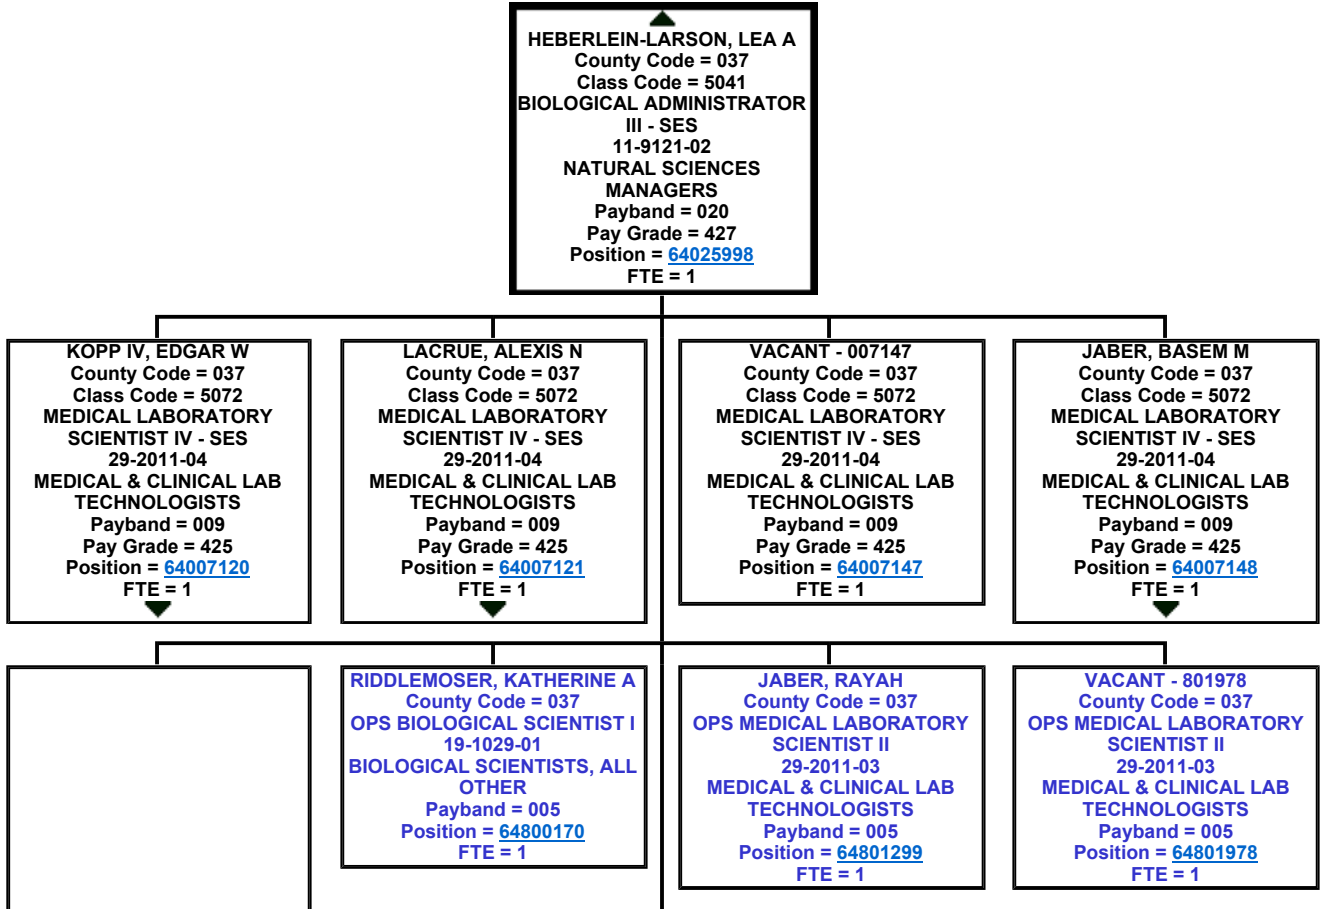 HEBERLEIN-LARSON, LEA A
County Code = 037
Class Code = 5041
BIOLOGICAL ADMINISTRATOR
III - SES
11-9121-02
NATURAL SCIENCES
MANAGERS
Payband = 020
Pay Grade = 427
Position = 64025998
FTE = 1
KOPP IV, EDGAR W
County Code = 037
Class Code = 5072
MEDICAL LABORATORY
SCIENTIST IV - SES
29-2011-04
MEDICAL & CLINICAL LAB
TECHNOLOGISTS
Payband = 009
Pay Grade = 425
Position = 64007120
FTE = 1
LACRUE, ALEXIS N
County Code = 037
Class Code = 5072
MEDICAL LABORATORY
SCIENTIST IV - SES
29-2011-04
MEDICAL & CLINICAL LAB
TECHNOLOGISTS
Payband = 009
Pay Grade = 425
Position = 64007121
FTE = 1
VACANT - 007147
County Code = 037
Class Code = 5072
MEDICAL LABORATORY
SCIENTIST IV - SES
29-2011-04
MEDICAL & CLINICAL LAB
TECHNOLOGISTS
Payband = 009
Pay Grade = 425
Position = 64007147
FTE = 1
JABER, BASEM M
County Code = 037
Class Code = 5072
MEDICAL LABORATORY
SCIENTIST IV - SES
29-2011-04
MEDICAL & CLINICAL LAB
TECHNOLOGISTS
Payband = 009
Pay Grade = 425
Position = 64007148
FTE = 1
RIDDLEMOSER, KATHERINE A
County Code = 037
OPS BIOLOGICAL SCIENTIST I
19-1029-01
BIOLOGICAL SCIENTISTS, ALL
OTHER
Payband = 005
Position = 64800170
FTE = 1
JABER, RAYAH
County Code = 037
OPS MEDICAL LABORATORY
SCIENTIST II
29-2011-03
MEDICAL & CLINICAL LAB
TECHNOLOGISTS
Payband = 005
Position = 64801299
FTE = 1
VACANT - 801978
County Code = 037
OPS MEDICAL LABORATORY
SCIENTIST II
29-2011-03
MEDICAL & CLINICAL LAB
TECHNOLOGISTS
Payband = 005
Position = 64801978
FTE = 1